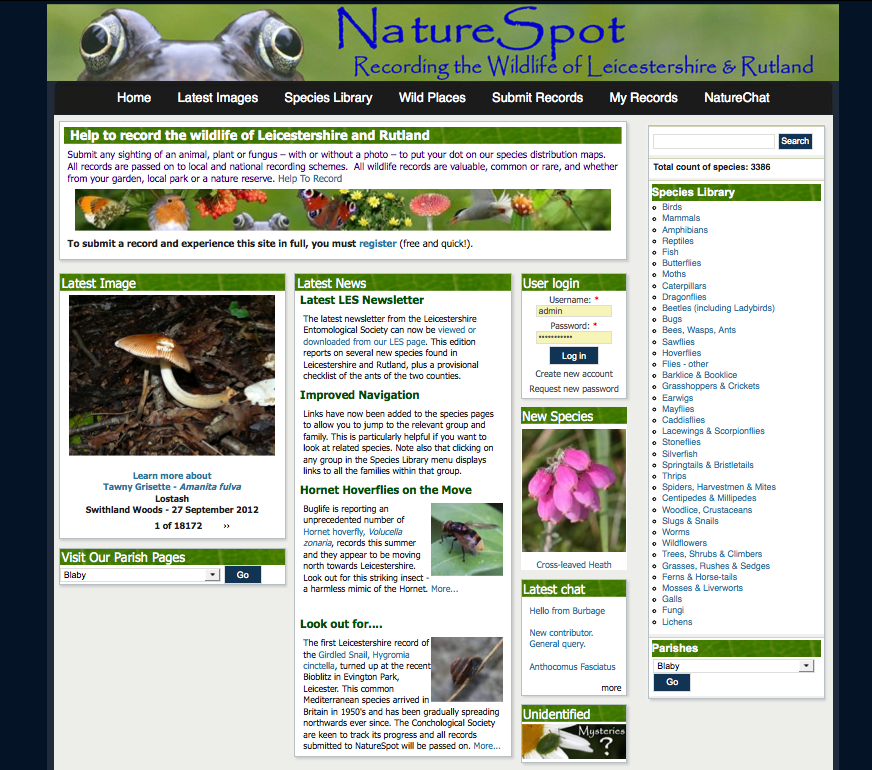 NatureSpot
Recording the Wildlife of Leicestershire & Rutland
Home Latest Images Species Library Wild Places Submit Records My Records NatureChat
Help to record the wildlife of Leicestershire and Rutland
Submit any sighting of an animal, plant or fungus – with or without a photo – to put your dot on our species distribution maps.
All records are passed on to local and national recording schemes. All wildlife records are valuable, common or rare, and whether
from your garden, local park or a nature reserve. Help To Record
To submit a record and experience this site in full, you must register (free and quick!).
Latest Image
Learn more about
Tawny Grisette - Amanita fulva
Lostash
Swithland Woods - 27 September 2012
1 of 18172 ››
Visit Our Parish Pages
Blaby
Go
Latest News
Latest LES Newsletter
The latest newsletter from the Leicestershire
Entomological Society can now be viewed or
downloaded from our LES page. This edition
reports on several new species found in
Leicestershire and Rutland, plus a provisional
checklist of the ants of the two counties.
Improved Navigation
Links have now been added to the species pages
to allow you to jump to the relevant group and
family. This is particularly helpful if you want to
look at related species. Note also that clicking on
any group in the Species Library menu displays
links to all the families within that group.
Hornet Hoverflies on the Move
Buglife is reporting an
unprecedented number of
Hornet hoverfly, Volucella
zonaria, records this summer
and they appear to be moving
north towards Leicestershire.
Look out for this striking insect -
a harmless mimic of the Hornet. More...
Look out for....
The first Leicestershire record of
the Girdled Snail, Hygromia
cinctella, turned up at the recent
Bioblitz in Evington Park,
Leicester. This common
Mediterranean species arrived in
Britain in 1950's and has been gradually spreading
northwards ever since. The Conchological Society
are keen to track its progress and all records
submitted to NatureSpot will be passed on. More...
User login
Username: *
admin
Password: *
•••••••••••
Log in
Create new account
Request new password
New Species
Cross-leaved Heath
Latest chat
Hello from Burbage
New contributor.
General query.
Anthocomus Fasciatus
more
Unidentified
Mysteries
?
Search
Total count of species: 3386
Species Library
Birds
Mammals
Amphibians
Reptiles
Fish
Butterflies
Moths
Caterpillars
Dragonflies
Beetles (including Ladybirds)
Bugs
Bees, Wasps, Ants
Sawflies
Hoverflies
Flies - other
Barklice & Booklice
Grasshoppers & Crickets
Earwigs
Mayflies
Caddisflies
Lacewings & Scorpionflies
Stoneflies
Silverfish
Springtails & Bristletails
Thrips
Spiders, Harvestmen & Mites
Centipedes & Millipedes
Woodlice, Crustaceans
Slugs & Snails
Worms
Wildflowers
Trees, Shrubs & Climbers
Grasses, Rushes & Sedges
Ferns & Horse-tails
Mosses & Liverworts
Galls
Fungi
Lichens
Parishes
Blaby
Go